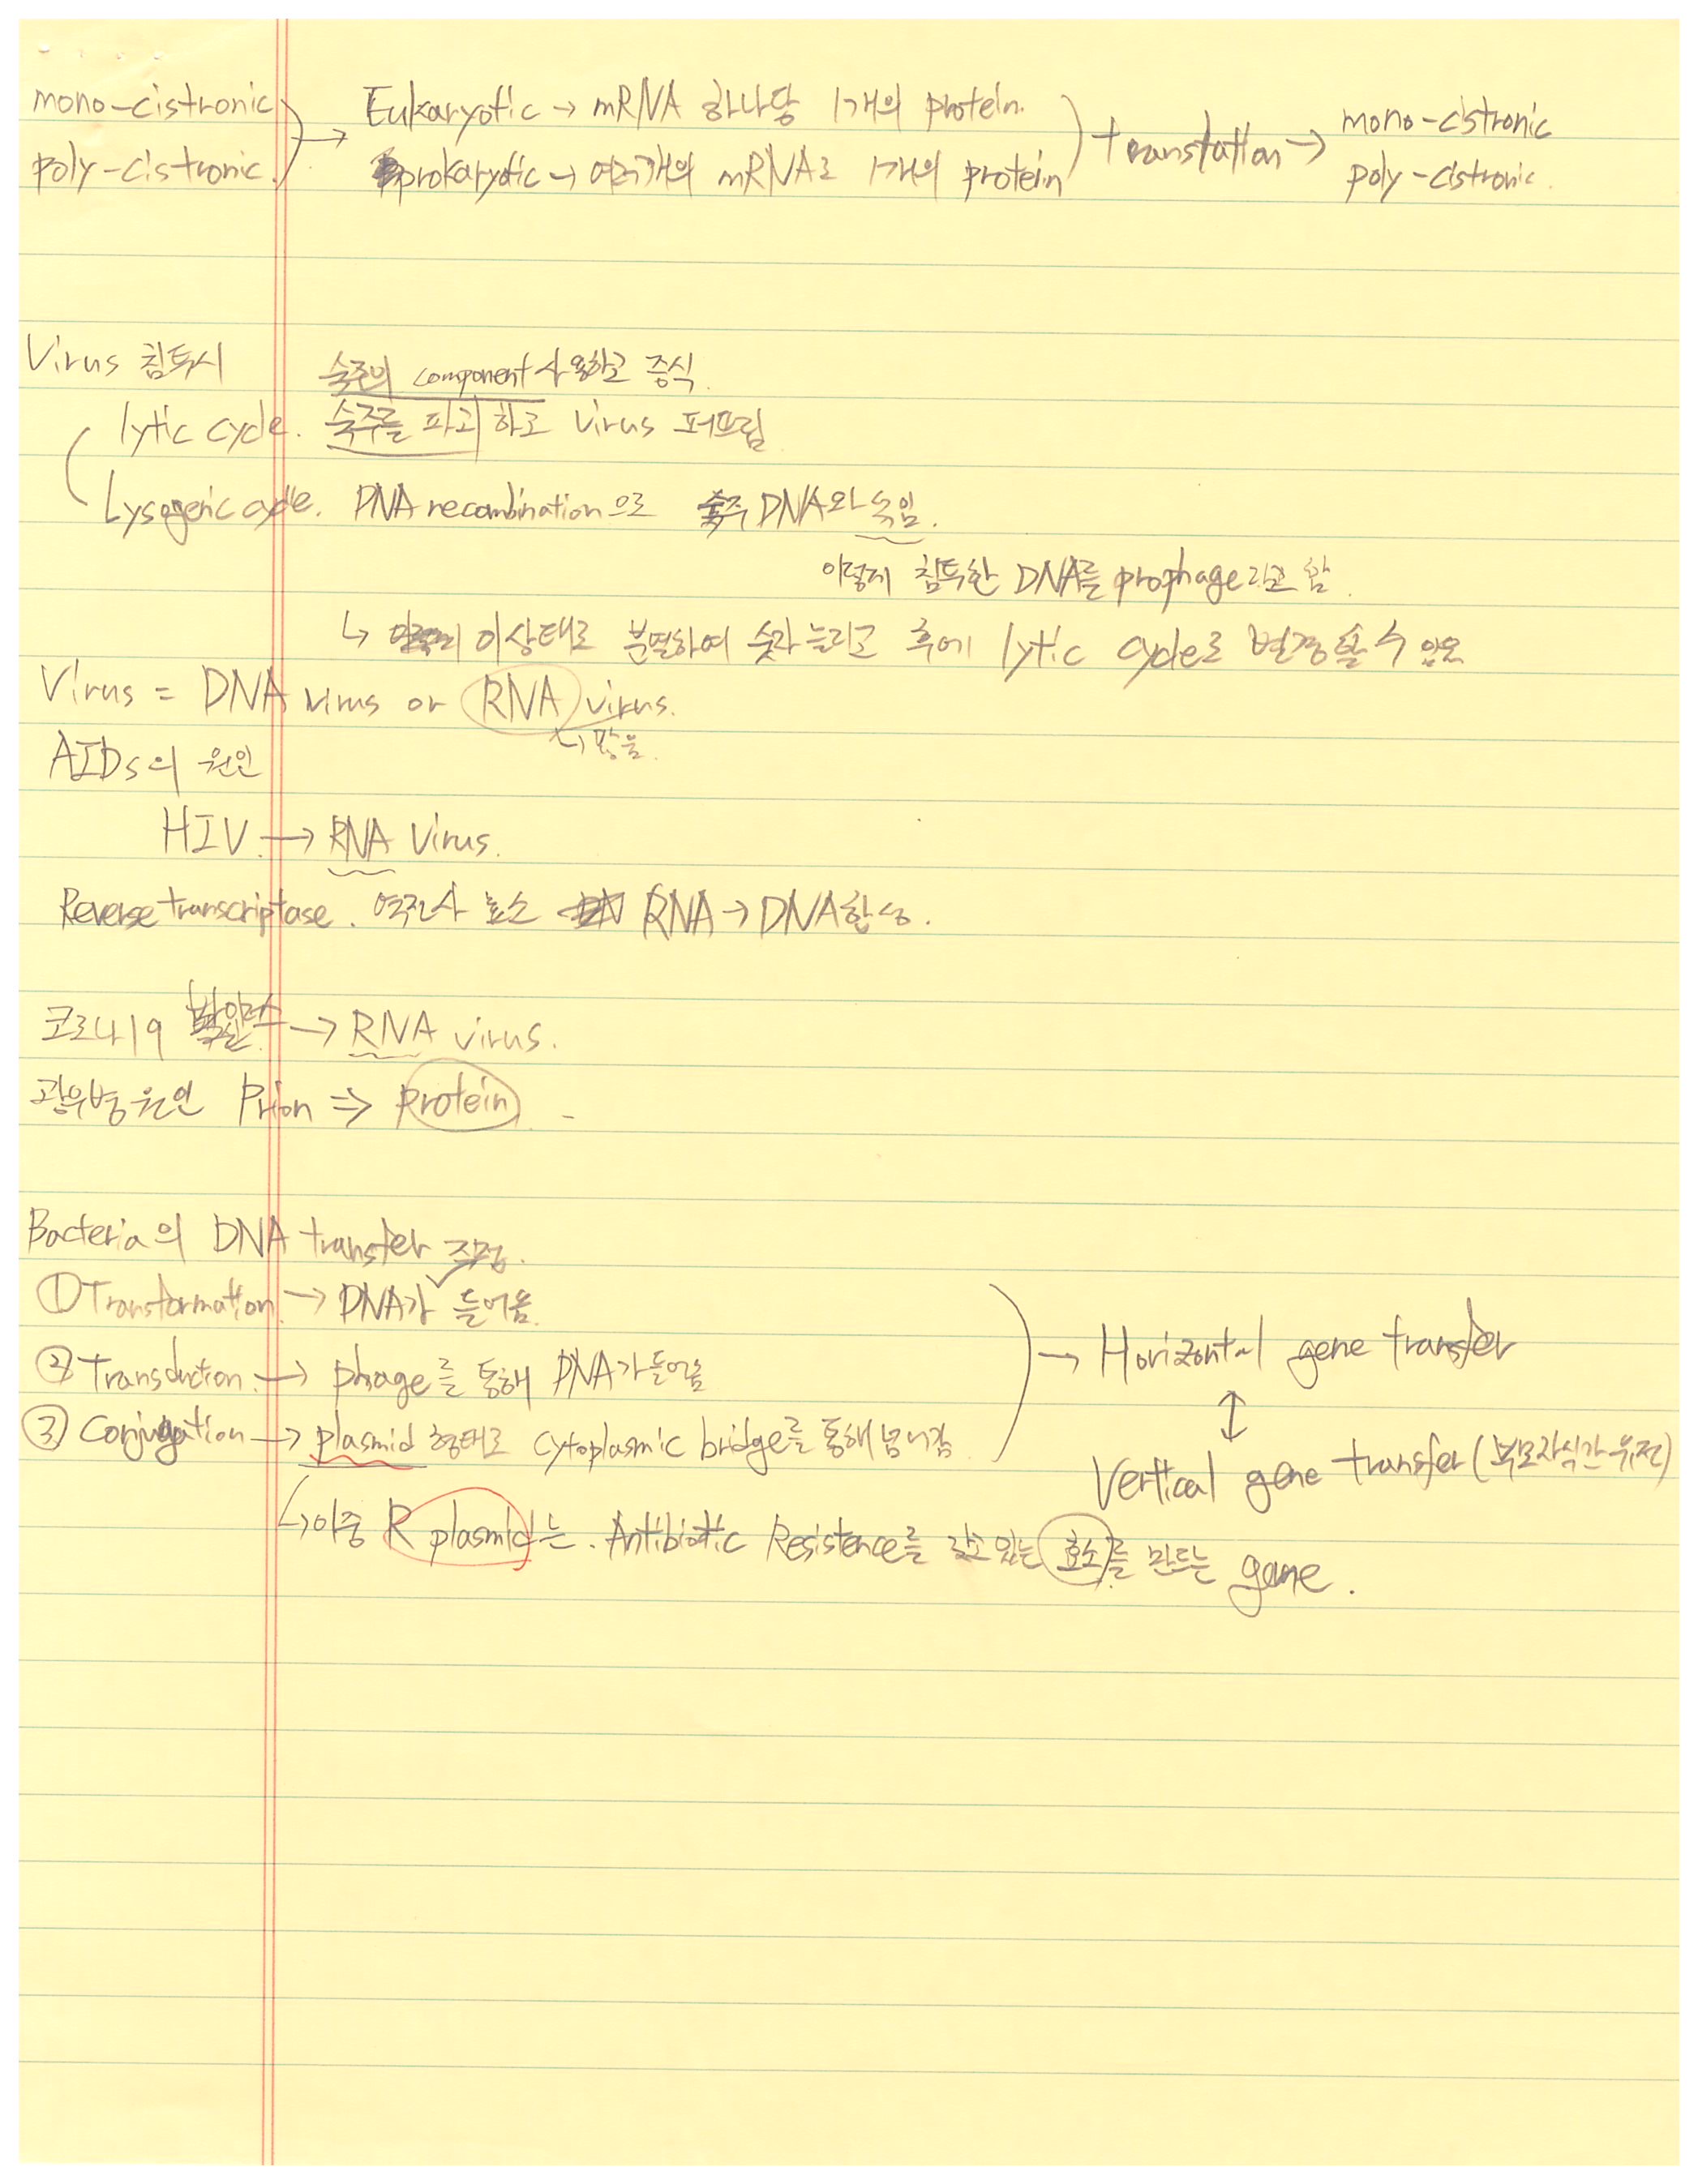 mono-cistronic → Eukaryotic → mRNA 하나당 1개의 protein. translation → mono-cistronic
poly-cistronic. prokaryotic → 여러개의 mRNA로 1개의 protein poly-cistronic.
Virus 침투시 숙주의 component 사용하고 증식.
lytic cycle. 숙주를 파괴하고 virus 퍼뜨림
Lysogenic cycle. DNA recombination으로 숙주 DNA와 섞임.
이렇게 침투한 DNA를 prophage라고 함.
↳ 이상태로 분열하여 숫자 늘리고 후에 lytic cycle로 변경될 수 있음
Virus = DNA virus or RNA virus.
↳ 많음.
AIDs의 원인
HIV → RNA Virus.
Reverse transcriptase. 역전사 효소 RNA → DNA합성.
코로나19 → RNA virus.
광우병 원인 Prion ⇒ protein
Bacteria의 DNA transfer 과정.
① Transformation. → DNA가 들어옴.
② Transduction. → phage를 통해 DNA가 들어옴 → Horizontal gene transfer
↕
③ Conjugation → plasmid 형태로 cytoplasmic bridge를 통해 넘어감
Vertical gene transfer (부모자식간 유전)
↳ 이중 R plasmid는. Antibiotic Resistence를 갖고 있는 효소를 만드는 gene.